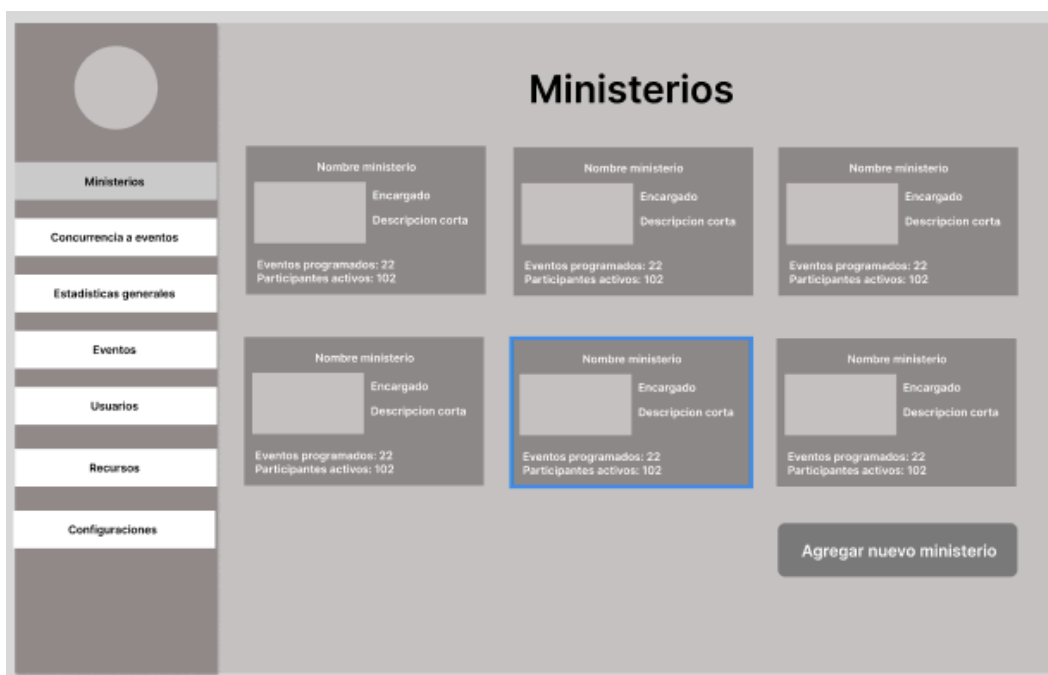 Ministerios
Ministerios
Concurrencia a eventos
Estadisticas generales
Eventos
Usuarios
Recursos
Configuraciones
Nombre ministerio
Encargado
Descripcion corta
Eventos programados: 22
Participantes activos: 102
Nombre ministerio
Encargado
Descripcion corta
Eventos programados: 22
Participantes activos: 102
Nombre ministerio
Encargado
Descripcion corta
Eventos programados: 22
Participantes activos: 102
Nombre ministerio
Encargado
Descripcion corta
Eventos programados: 22
Participantes activos: 102
Nombre ministerio
Encargado
Descripcion corta
Eventos programados: 22
Participantes activos: 102
Nombre ministerio
Encargado
Descripcion corta
Eventos programados: 22
Participantes activos: 102
Agregar nuevo ministerio